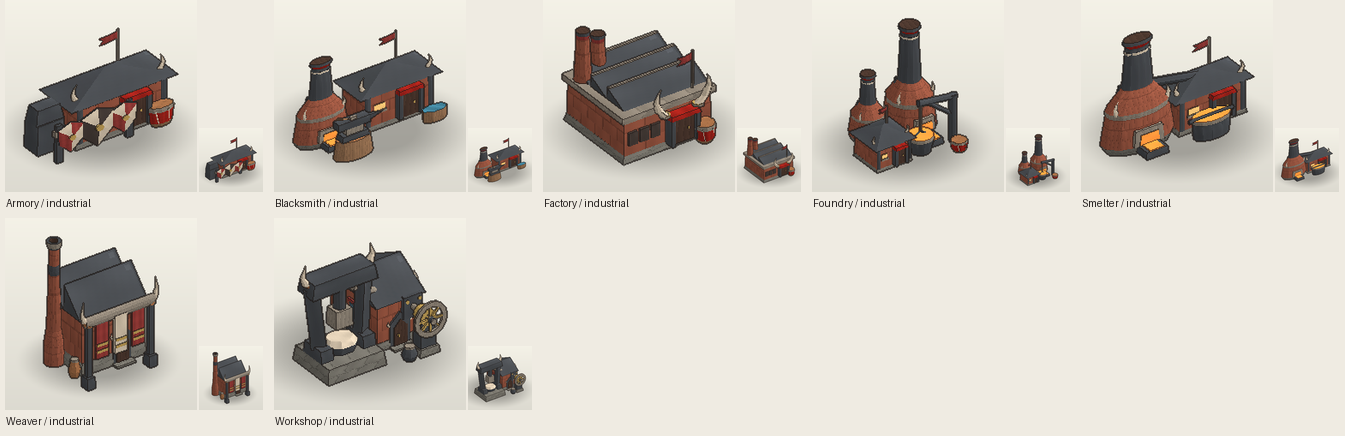 Armory / industrial
Blacksmith / industrial
Factory / industrial
Foundry / industrial
Smelter / industrial
Weaver / industrial
Workshop / industrial